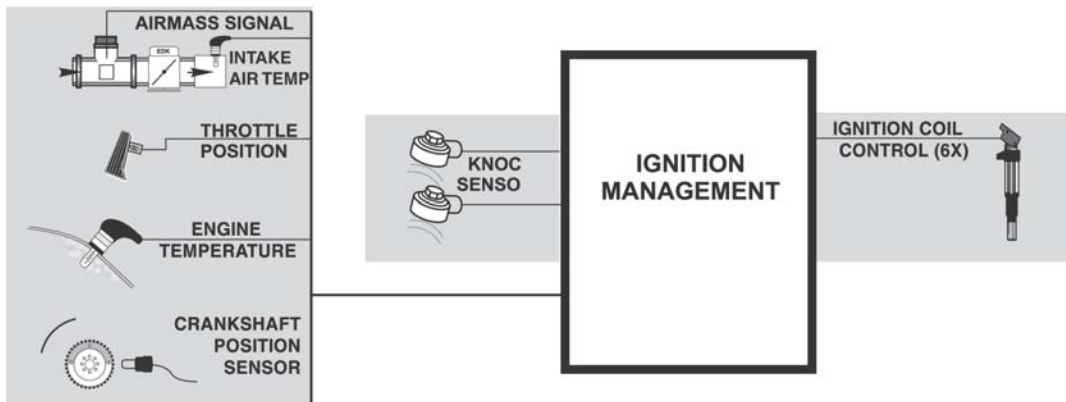 AIRMASS SIGNAL
EDK
INTAKE
AIR TEMP
THROTTLE
POSITION
ENGINE
TEMPERATURE
CRANKSHAFT
POSITION
SENSOR
KNOC
SENSO
IGNITION
MANAGEMENT
IGNITION COIL
CONTROL (6X)